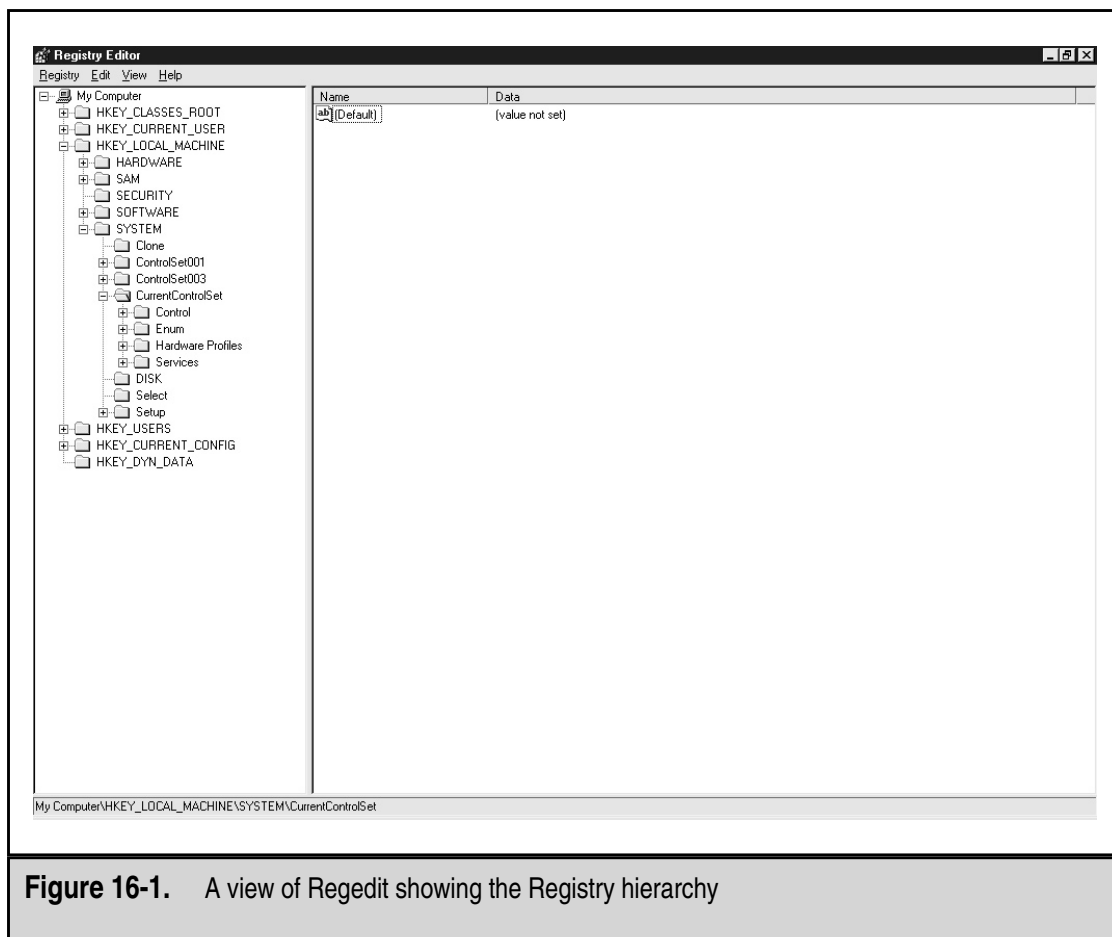 Registry Editor
Registry Edit View Help
My Computer
HKEY_CLASSES_ROOT
HKEY_CURRENT_USER
HKEY_LOCAL_MACHINE
HARDWARE
SAM
SECURITY
SOFTWARE
SYSTEM
Clone
ControlSet001
ControlSet003
CurrentControlSet
Control
Enum
Hardware Profiles
Services
DISK
Select
Setup
HKEY_USERS
HKEY_CURRENT_CONFIG
HKEY_DYN_DATA
Name Data
ab (Default) (value not set)
My Computer\HKEY_LOCAL_MACHINE\SYSTEM\CurrentControlSet
Figure 16-1. A view of Regedit showing the Registry hierarchy